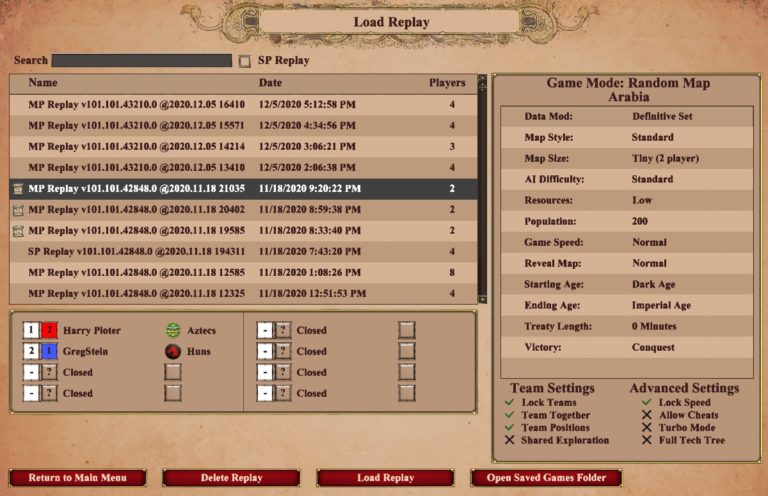 Load Replay
Search
SP Replay
Name Date Players
MP Replay v101.101.43210.0 @2020.12.05 16410 12/5/2020 5:12:58 PM 4
MP Replay v101.101.43210.0 @2020.12.05 15571 12/5/2020 4:34:56 PM 4
MP Replay v101.101.43210.0 @2020.12.05 14214 12/5/2020 3:06:21 PM 3
MP Replay v101.101.43210.0 @2020.12.05 13410 12/5/2020 2:06:38 PM 4
MP Replay v101.101.42848.0 @2020.11.18 21035 11/18/2020 9:20:22 PM 2
MP Replay v101.101.42848.0 @2020.11.18 20402 11/18/2020 8:59:38 PM 2
MP Replay v101.101.42848.0 @2020.11.18 19585 11/18/2020 8:33:40 PM 2
SP Replay v101.101.42848.0 @2020.11.18 194311 11/18/2020 7:43:20 PM 4
MP Replay v101.101.42848.0 @2020.11.18 12585 11/18/2020 1:08:26 PM 8
MP Replay v101.101.42848.0 @2020.11.18 12325 11/18/2020 12:51:53 PM 4
1 2 Harry Pioter Aztecs - ? Closed
2 1 GregStein Huns - ? Closed
- ? Closed - ? Closed
- ? Closed - ? Closed
Game Mode: Random Map
Arabia
Data Mod: Definitive Set
Map Style: Standard
Map Size: Tiny (2 player)
AI Difficulty: Standard
Resources: Low
Population: 200
Game Speed: Normal
Reveal Map: Normal
Starting Age: Dark Age
Ending Age: Imperial Age
Treaty Length: 0 Minutes
Victory: Conquest
Team Settings Advanced Settings
Lock Teams Lock Speed
Team Together Allow Cheats
Team Positions Turbo Mode
Shared Exploration Full Tech Tree
Return to Main Menu Delete Replay Load Replay Open Saved Games Folder